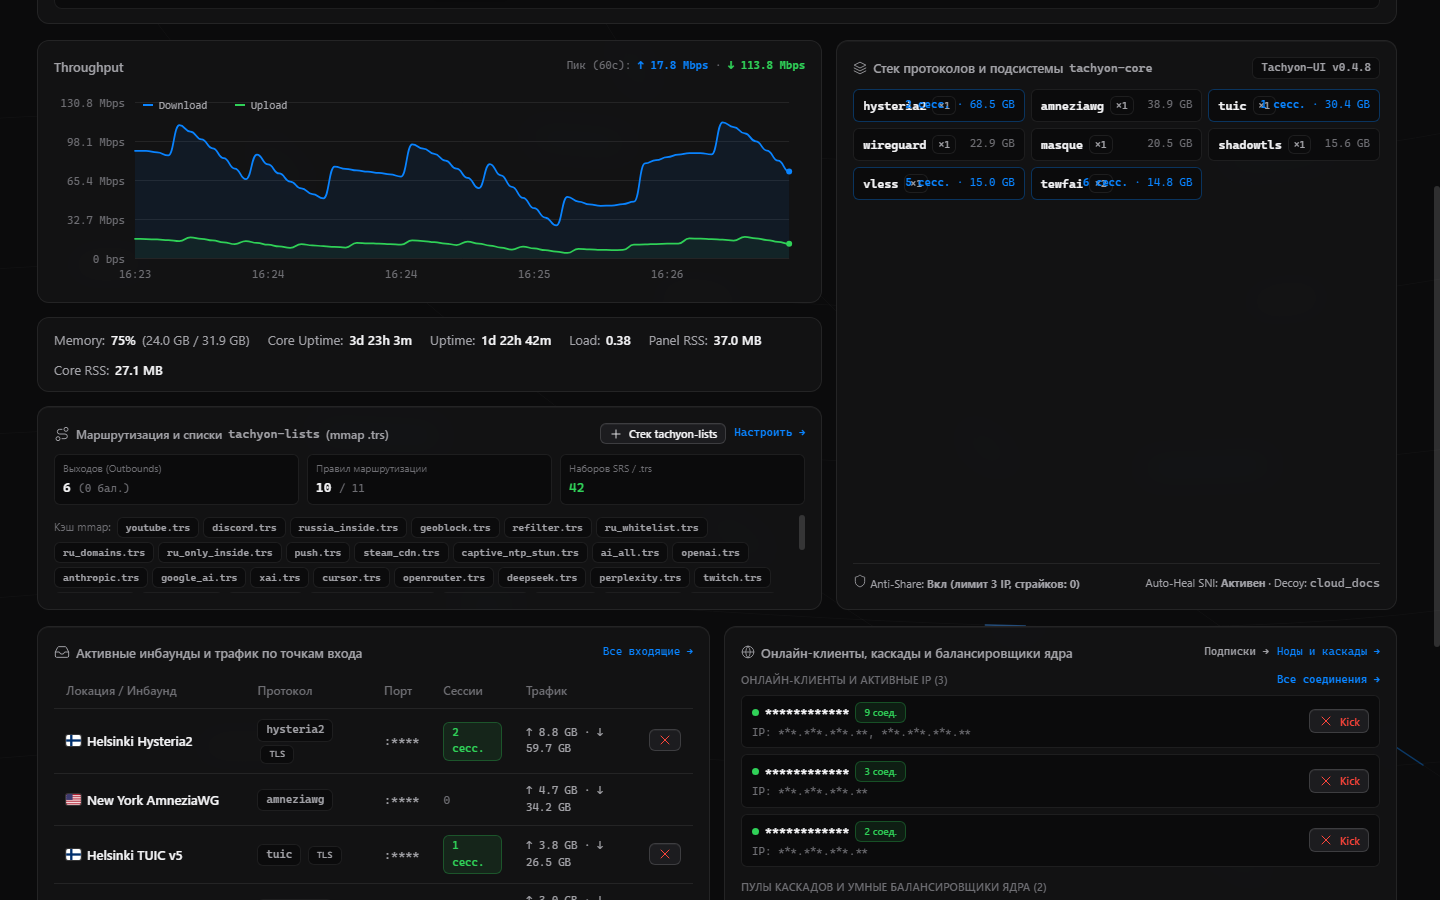 Throughput
Пик (60с): ↑ 17.8 Mbps · ↓ 113.8 Mbps
130.8 Mbps
Download
Upload
98.1 Mbps
65.4 Mbps
32.7 Mbps
0 bps
16:23 16:24 16:24 16:25 16:26
Memory: 75% (24.0 GB / 31.9 GB) Core Uptime: 3d 23h 3m Uptime: 1d 22h 42m Load: 0.38 Panel RSS: 37.0 MB
Core RSS: 27.1 MB
Маршрутизация и списки tachyon-lists (mmap .trs)
+ Стек tachyon-lists
Настроить →
Выходов (Outbounds)
6 (0 бал.)
Правил маршрутизации
10 / 11
Наборов SRS / .trs
42
Кэш mmap: youtube.trs discord.trs russia_inside.trs geoblock.trs refilter.trs ru_whitelist.trs
ru_domains.trs ru_only_inside.trs push.trs steam_cdn.trs captive_ntp_stun.trs ai_all.trs openai.trs
anthropic.trs google_ai.trs xai.trs cursor.trs openrouter.trs deepseek.trs perplexity.trs twitch.trs
Стек протоколов и подсистемы tachyon-core
Tachyon-UI v0.4.8
hysteria2 ×1 сесс. · 68.5 GB
amneziawg ×1 38.9 GB
tuic ×1 сесс. · 30.4 GB
wireguard ×1 22.9 GB
masque ×1 20.5 GB
shadowtls ×1 15.6 GB
vless ×1 5 сесс. · 15.0 GB
tewfai 6 сесс. · 14.8 GB
Anti-Share: Вкл (лимит 3 IP, страйков: 0)
Auto-Heal SNI: Активен · Decoy: cloud_docs
Активные инбаунды и трафик по точкам входа
Все входящие →
Локация / Инбаунд Протокол Порт Сессии Трафик
Helsinki Hysteria2 hysteria2 TLS :**** 2 сесс. ↑ 8.8 GB · ↓ 59.7 GB
New York AmneziaWG amneziawg :**** 0 ↑ 4.7 GB · ↓ 34.2 GB
Helsinki TUIC v5 tuic TLS :**** 1 сесс. ↑ 3.8 GB · ↓ 26.5 GB
Онлайн-клиенты, каскады и балансировщики ядра
Подписки → Ноды и каскады →
ОНЛАЙН-КЛИЕНТЫ И АКТИВНЫЕ IP (3)
Все соединения →
************ 9 соед.
IP: ***.***.***.**, ***.***.***.**
Kick
************ 3 соед.
IP: ***.***.***.**
Kick
************ 2 соед.
IP: ***.***.***.**
Kick
ПУЛЫ КАСКАДОВ И УМНЫЕ БАЛАНСИРОВЩИКИ ЯДРА (2)